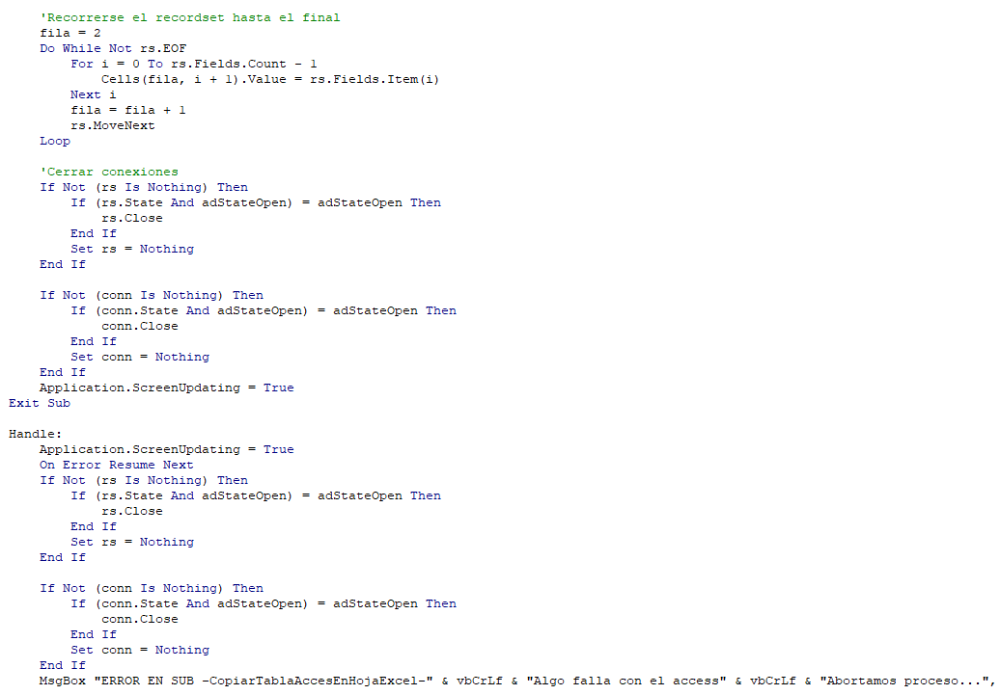 'Recorrerse el recordset hasta el final
fila = 2
Do While Not rs.EOF
For i = 0 To rs.Fields.Count - 1
Cells(fila, i + 1).Value = rs.Fields.Item(i)
Next i
fila = fila + 1
rs.MoveNext
Loop
'Cerrar conexiones
If Not (rs Is Nothing) Then
If (rs.State And adStateOpen) = adStateOpen Then
rs.Close
End If
Set rs = Nothing
End If
If Not (conn Is Nothing) Then
If (conn.State And adStateOpen) = adStateOpen Then
conn.Close
End If
Set conn = Nothing
End If
Application.ScreenUpdating = True
Exit Sub
Handle:
Application.ScreenUpdating = True
On Error Resume Next
If Not (rs Is Nothing) Then
If (rs.State And adStateOpen) = adStateOpen Then
rs.Close
End If
Set rs = Nothing
End If
If Not (conn Is Nothing) Then
If (conn.State And adStateOpen) = adStateOpen Then
conn.Close
End If
Set conn = Nothing
End If
MsgBox "ERROR EN SUB -CopiarTablaAccesEnHojaExcel-" & vbCrLf & "Algo falla con el access" & vbCrLf & "Abortamos proceso...",